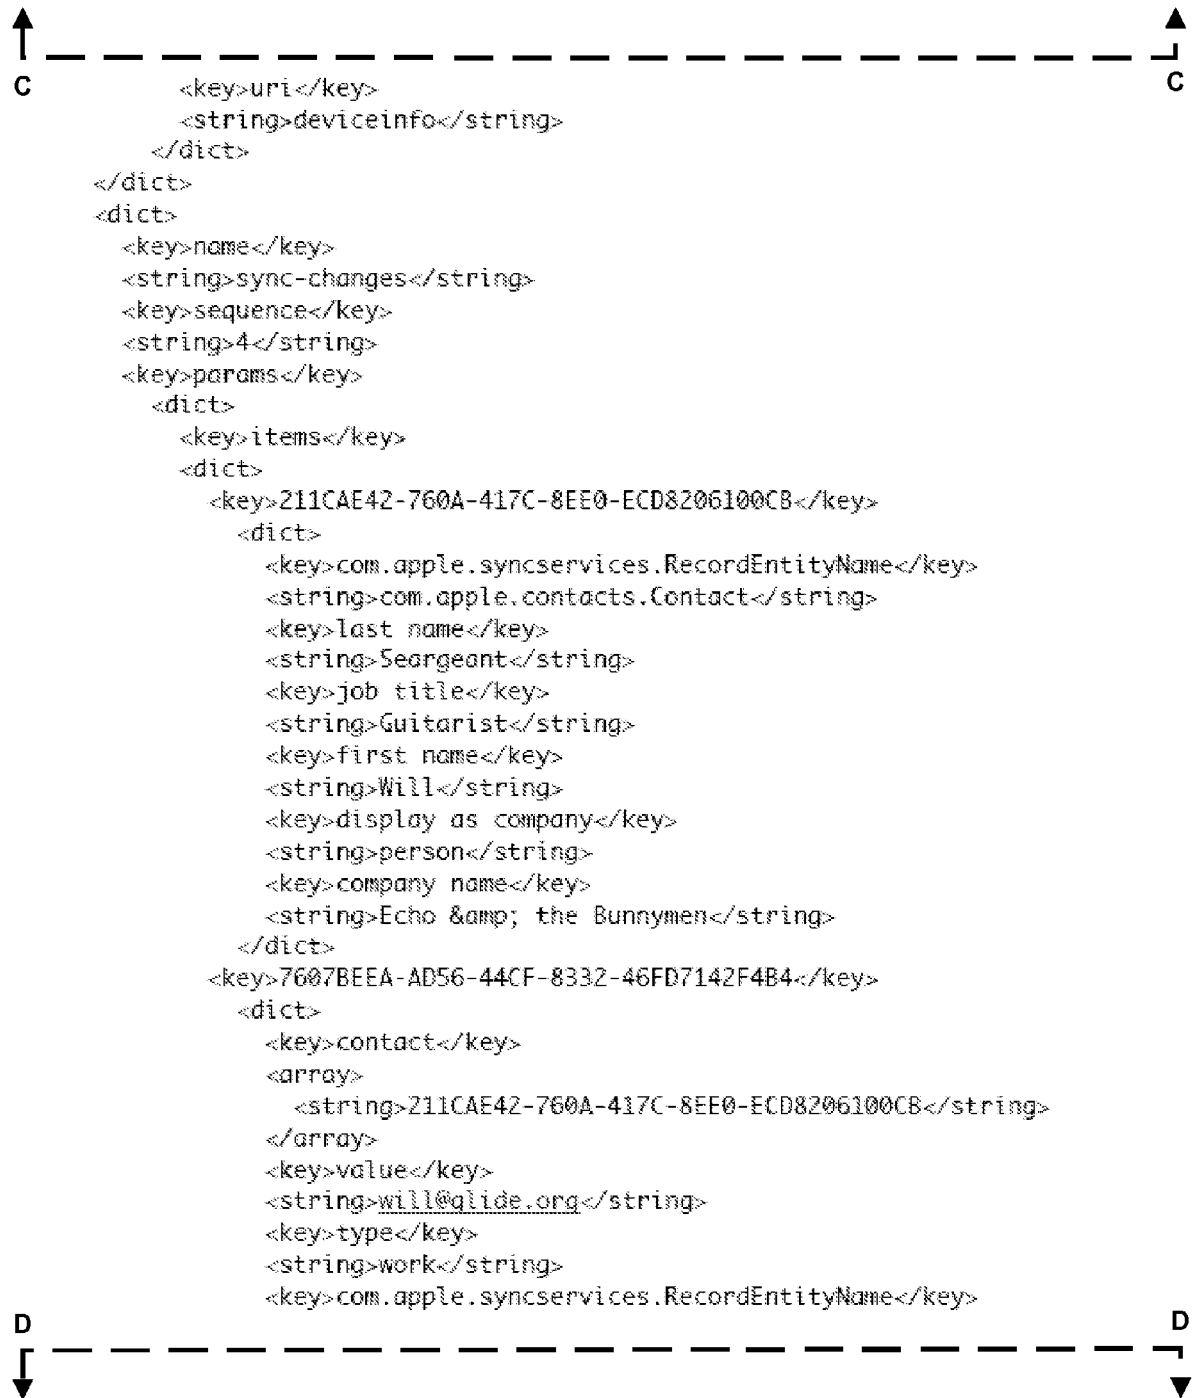 C C
<key>uri</key>
<string>deviceinfo</string>
</dict>
</dict>
<dict>
<key>name</key>
<string>sync-changes</string>
<key>sequence</key>
<string>4</string>
<key>params</key>
<dict>
<key>items</key>
<dict>
<key>211CAE42-760A-417C-8EE0-ECD8206100CB</key>
<dict>
<key>com.apple.syncservices.RecordEntityName</key>
<string>com.apple.contacts.Contact</string>
<key>last name</key>
<string>Seargeant</string>
<key>job title</key>
<string>Guitarist</string>
<key>first name</key>
<string>Will</string>
<key>display as company</key>
<string>person</string>
<key>company name</key>
<string>Echo &amp; the Bunnymen</string>
</dict>
<key>7607BEEA-AD56-44CF-8332-46FD7142F4B4</key>
<dict>
<key>contact</key>
<array>
<string>211CAE42-760A-417C-8EE0-ECD8206100CB</string>
</array>
<key>value</key>
<string>will@glide.org</string>
<key>type</key>
<string>work</string>
<key>com.apple.syncservices.RecordEntityName</key>
D D